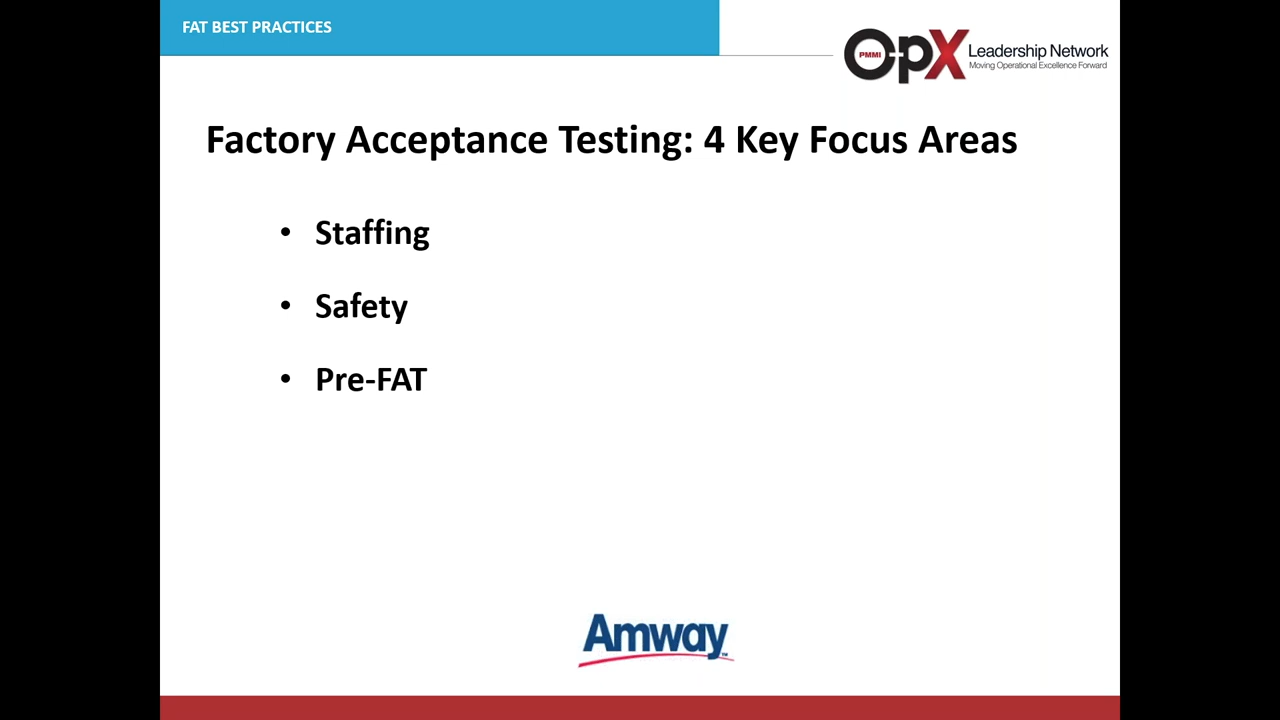 FAT BEST PRACTICES
PMMI
OpX
Leadership Network
Moving Operational Excellence Forward
Factory Acceptance Testing: 4 Key Focus Areas
• Staffing
• Safety
• Pre-FAT
Amway™